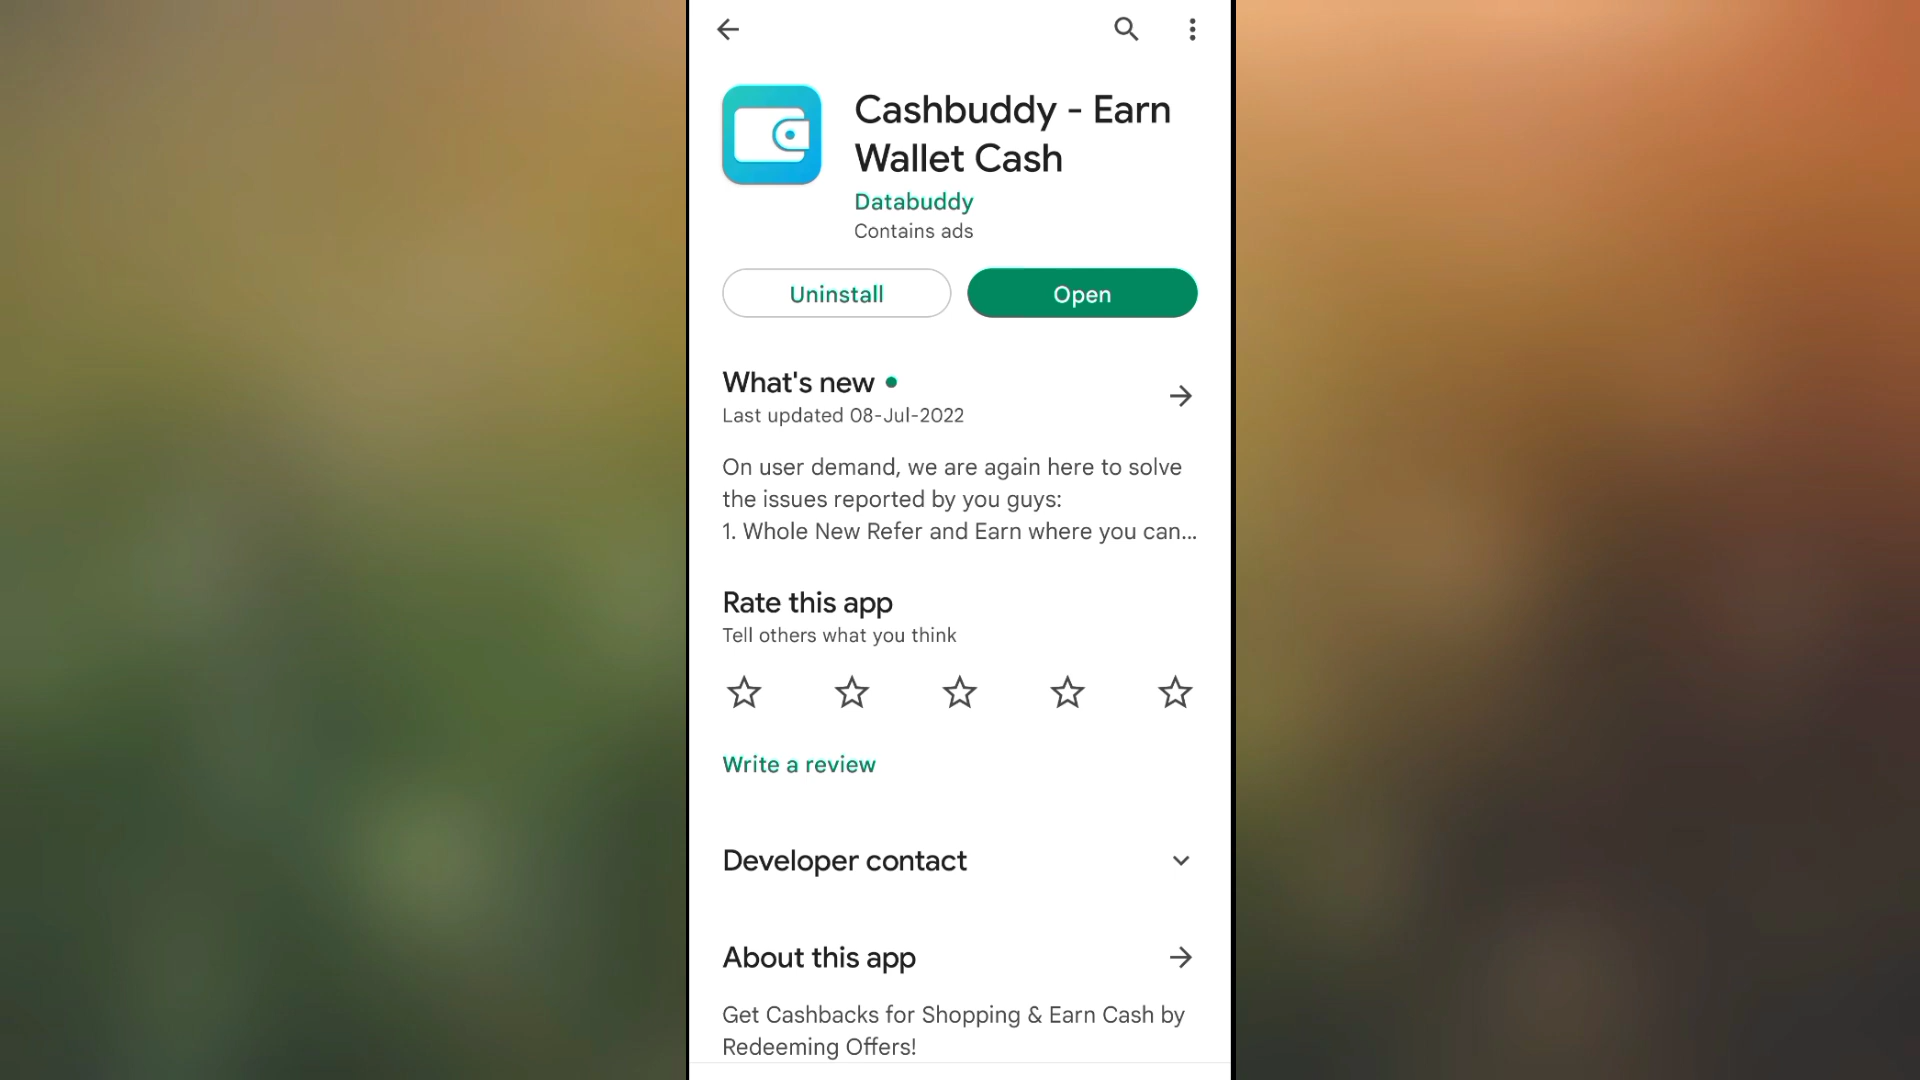 Cashbuddy - Earn
Wallet Cash
Databuddy
Contains ads
Uninstall
Open
What's new
Last updated 08-Jul-2022
On user demand, we are again here to solve
the issues reported by you guys:
1. Whole New Refer and Earn where you can...
Rate this app
Tell others what you think
Write a review
Developer contact
About this app
Get Cashbacks for Shopping & Earn Cash by
Redeeming Offers!